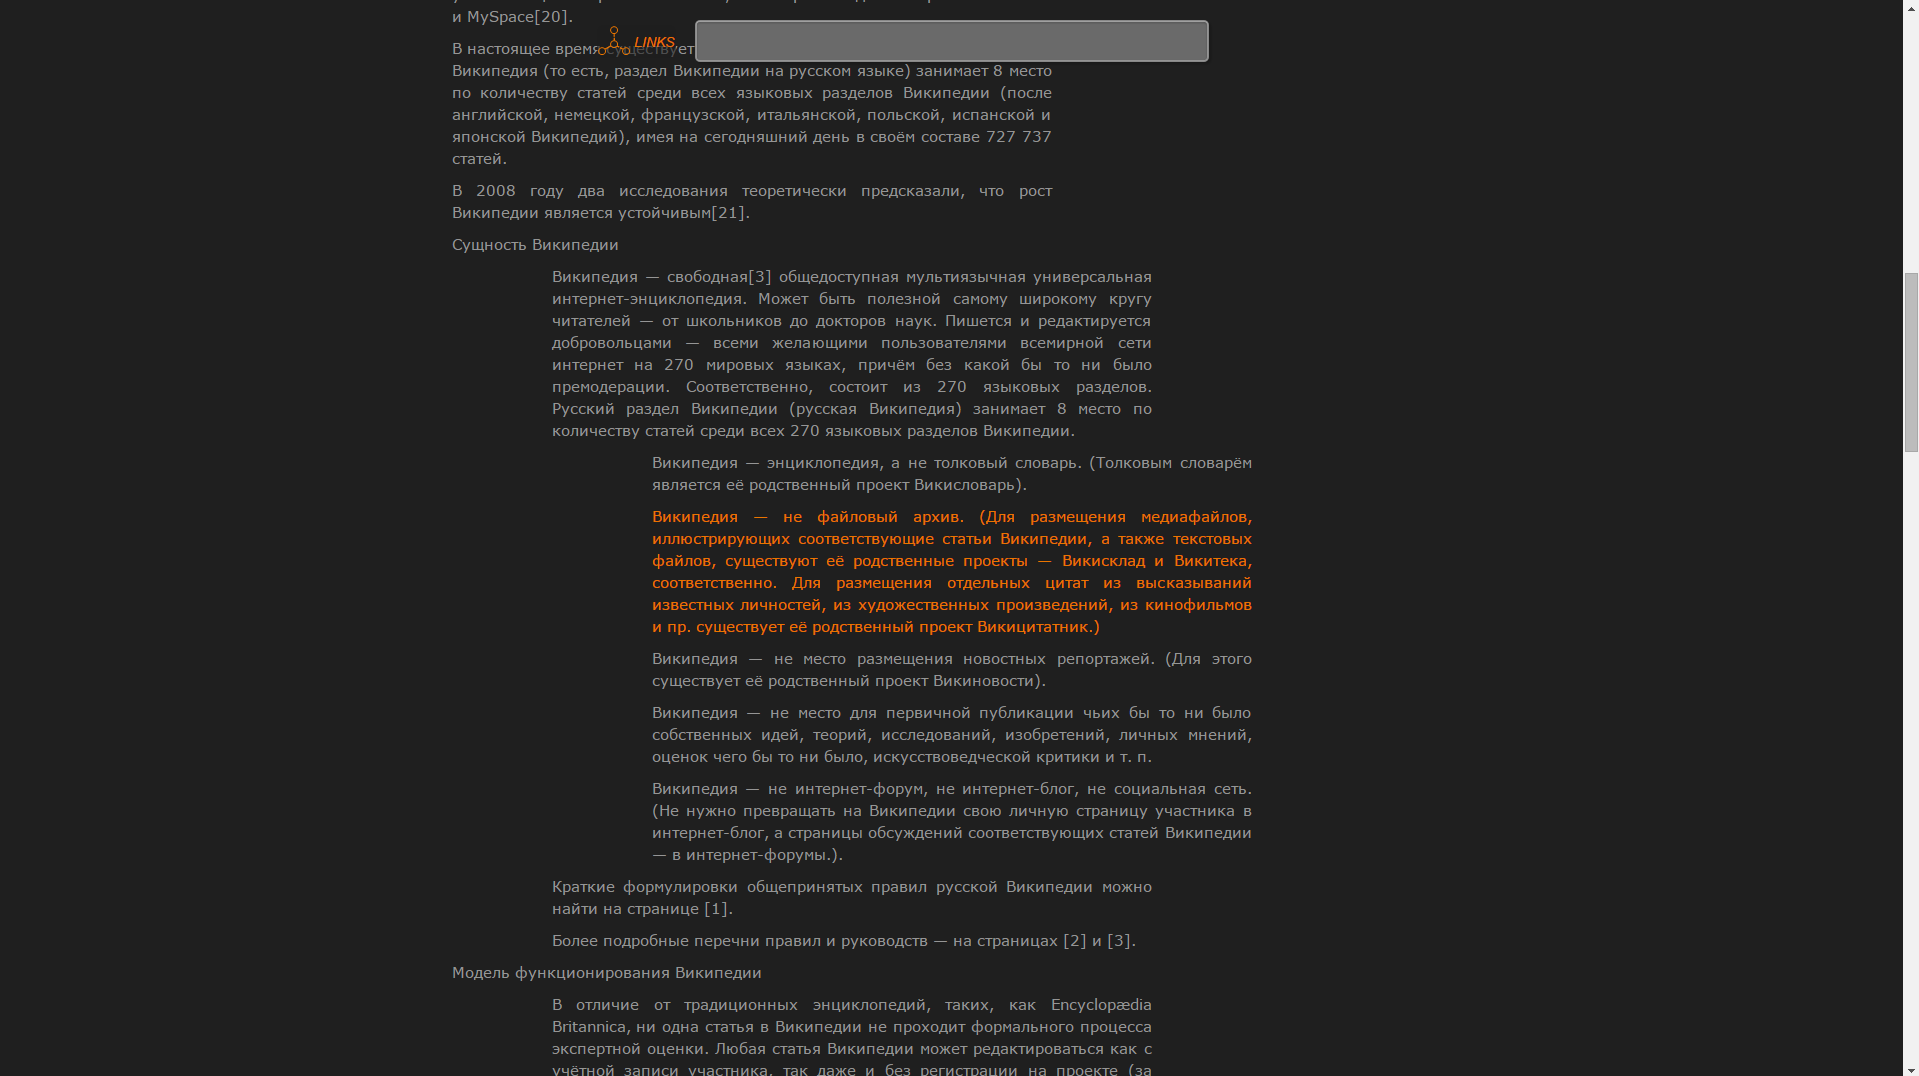 и MySpace[20].
LINKS
В настоящее время существует
Википедия (то есть, раздел Википедии на русском языке) занимает 8 место
по количеству статей среди всех языковых разделов Википедии (после
английской, немецкой, французской, итальянской, польской, испанской и
японской Википедий), имея на сегодняшний день в своём составе 727 737
статей.
В 2008 году два исследования теоретически предсказали, что рост
Википедии является устойчивым[21].
Сущность Википедии
Википедия — свободная[3] общедоступная мультиязычная универсальная
интернет-энциклопедия. Может быть полезной самому широкому кругу
читателей — от школьников до докторов наук. Пишется и редактируется
добровольцами — всеми желающими пользователями всемирной сети
интернет на 270 мировых языках, причём без какой бы то ни было
премодерации. Соответственно, состоит из 270 языковых разделов.
Русский раздел Википедии (русская Википедия) занимает 8 место по
количеству статей среди всех 270 языковых разделов Википедии.
Википедия — энциклопедия, а не толковый словарь. (Толковым словарём
является её родственный проект Викисловарь).
Википедия — не файловый архив. (Для размещения медиафайлов,
иллюстрирующих соответствующие статьи Википедии, а также текстовых
файлов, существуют её родственные проекты — Викисклад и Викитека,
соответственно. Для размещения отдельных цитат из высказываний
известных личностей, из художественных произведений, из кинофильмов
и пр. существует её родственный проект Викицитатник.)
Википедия — не место размещения новостных репортажей. (Для этого
существует её родственный проект Викиновости).
Википедия — не место для первичной публикации чьих бы то ни было
собственных идей, теорий, исследований, изобретений, личных мнений,
оценок чего бы то ни было, искусствоведческой критики и т. п.
Википедия — не интернет-форум, не интернет-блог, не социальная сеть.
(Не нужно превращать на Википедии свою личную страницу участника в
интернет-блог, а страницы обсуждений соответствующих статей Википедии
— в интернет-форумы.).
Краткие формулировки общепринятых правил русской Википедии можно
найти на странице [1].
Более подробные перечни правил и руководств — на страницах [2] и [3].
Модель функционирования Википедии
В отличие от традиционных энциклопедий, таких, как Encyclopædia
Britannica, ни одна статья в Википедии не проходит формального процесса
экспертной оценки. Любая статья Википедии может редактироваться как с
учётной записи участника, так даже и без регистрации на проекте (за